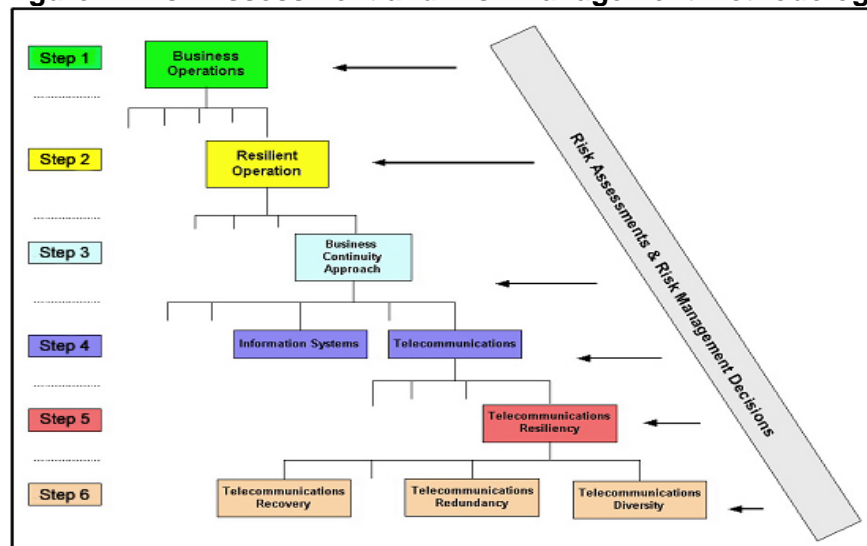 Step 1
Business
Operations
Step 2
Resilient
Operation
Step 3
Business
Continuity
Approach
Step 4
Information Systems
Telecommunications
Step 5
Telecommunications
Resiliency
Step 6
Telecommunications
Recovery
Telecommunications
Redundancy
Telecommunications
Diversity
Risk Assessments & Risk Management Decisions